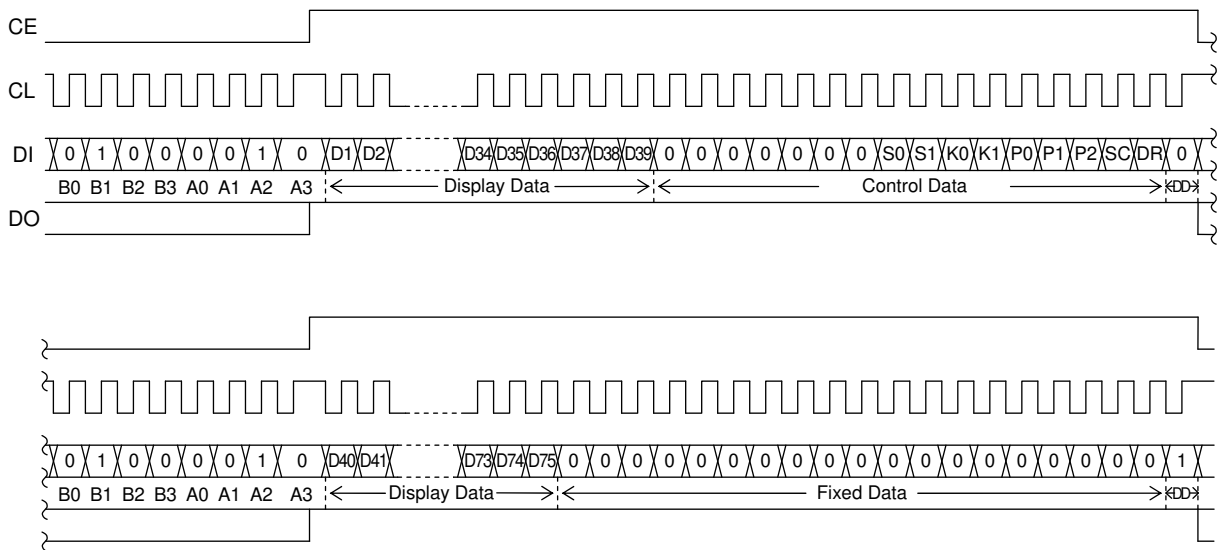 CE
CL
DI 0 1 0 0 0 0 1 0 D1 D2 D34 D35 D36 D37 D38 D39 0 0 0 0 0 0 0 S0 S1 K0 K1 P0 P1 P2 SC DR 0
B0 B1 B2 B3 A0 A1 A2 A3 Display Data Control Data DD
DO
0 1 0 0 0 0 1 0 D40 D41 D73 D74 D75 0 0 0 0 0 0 0 0 0 0 0 0 0 0 0 0 0 0 0 1
B0 B1 B2 B3 A0 A1 A2 A3 Display Data Fixed Data DD